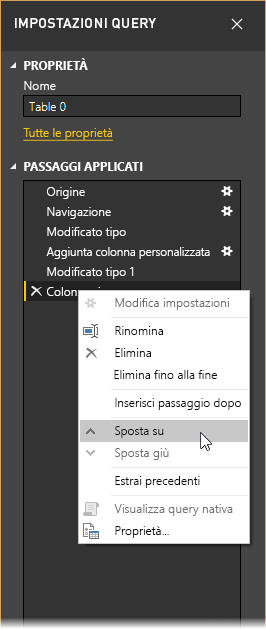 IMPOSTAZIONI QUERY
PROPRIETÀ
Nome
Table 0
Tutte le proprietà
PASSAGGI APPLICATI
Origine
Navigazione
Modificato tipo
Aggiunta colonna personalizzata
Modificato tipo 1
Modifica impostazioni
Rinomina
Elimina
Elimina fino alla fine
Inserisci passaggio dopo
Sposta su
Sposta giù
Estrai precedenti
Visualizza query nativa
Proprietà...